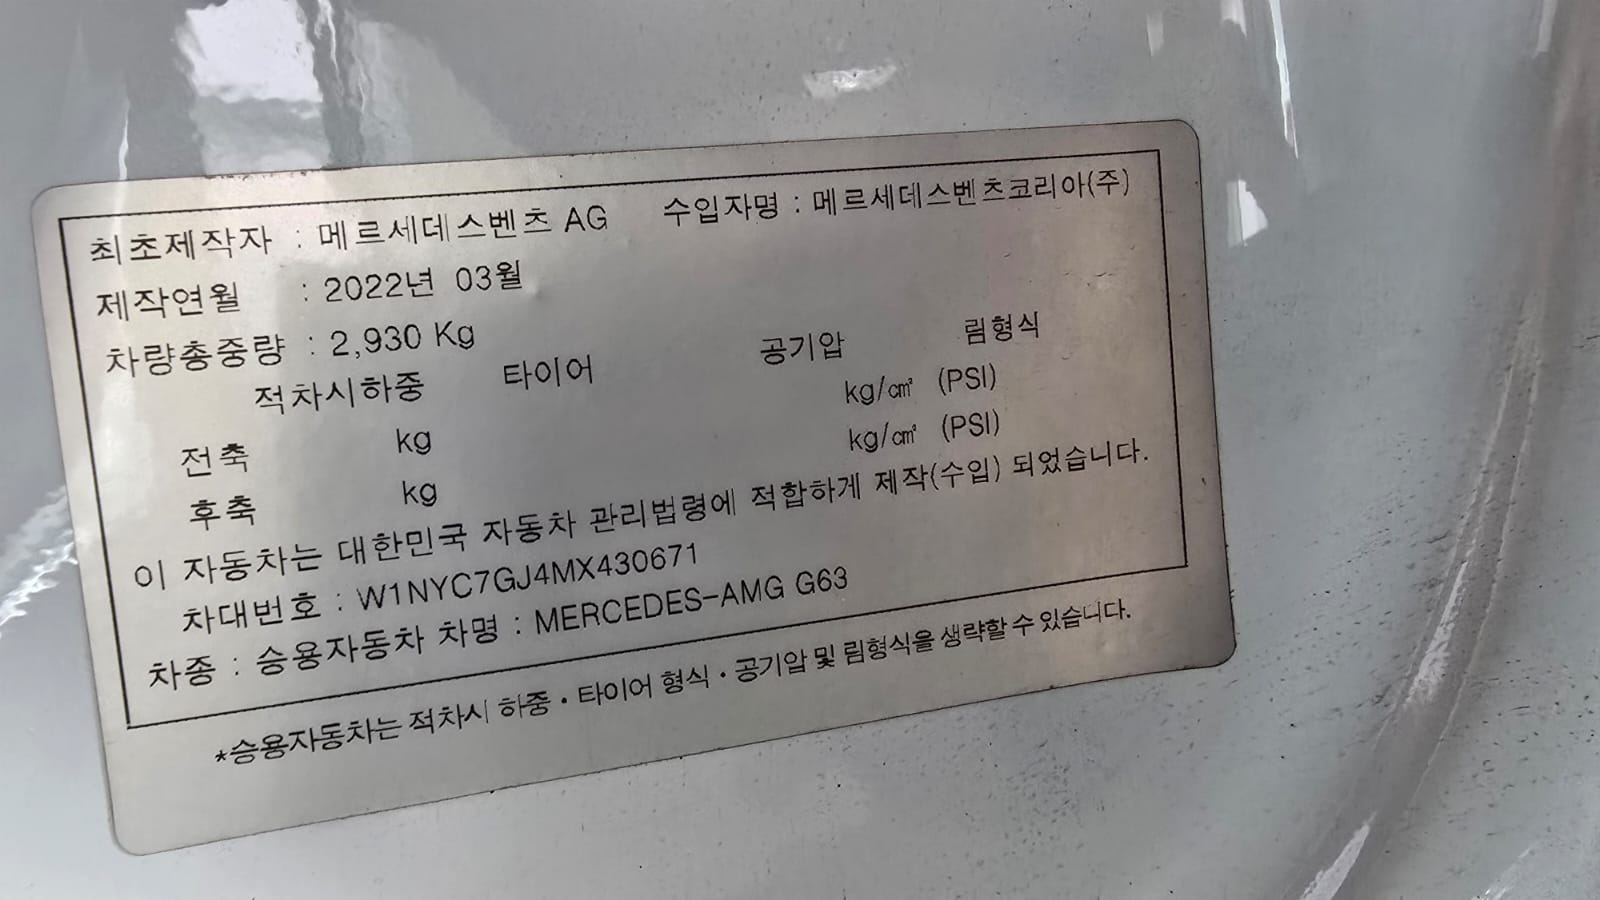 최초제작자 : 메르세데스벤츠 AG 수입자명 : 메르세데스벤츠코리아(주)
제작연월 : 2022년 03월
차량총중량 : 2,930 Kg
적차시하중 타이어 공기압 림형식
전축 kg kg/㎠ (PSI)
후축 kg kg/㎠ (PSI)
이 자동차는 대한민국 자동차 관리법령에 적합하게 제작(수입) 되었습니다.
차대번호 : W1NYC7GJ4MX430671
차종 : 승용자동차 차명 : MERCEDES-AMG G63
*승용자동차는 적차시 하중·타이어 형식·공기압 및 림형식을 생략할 수 있습니다.